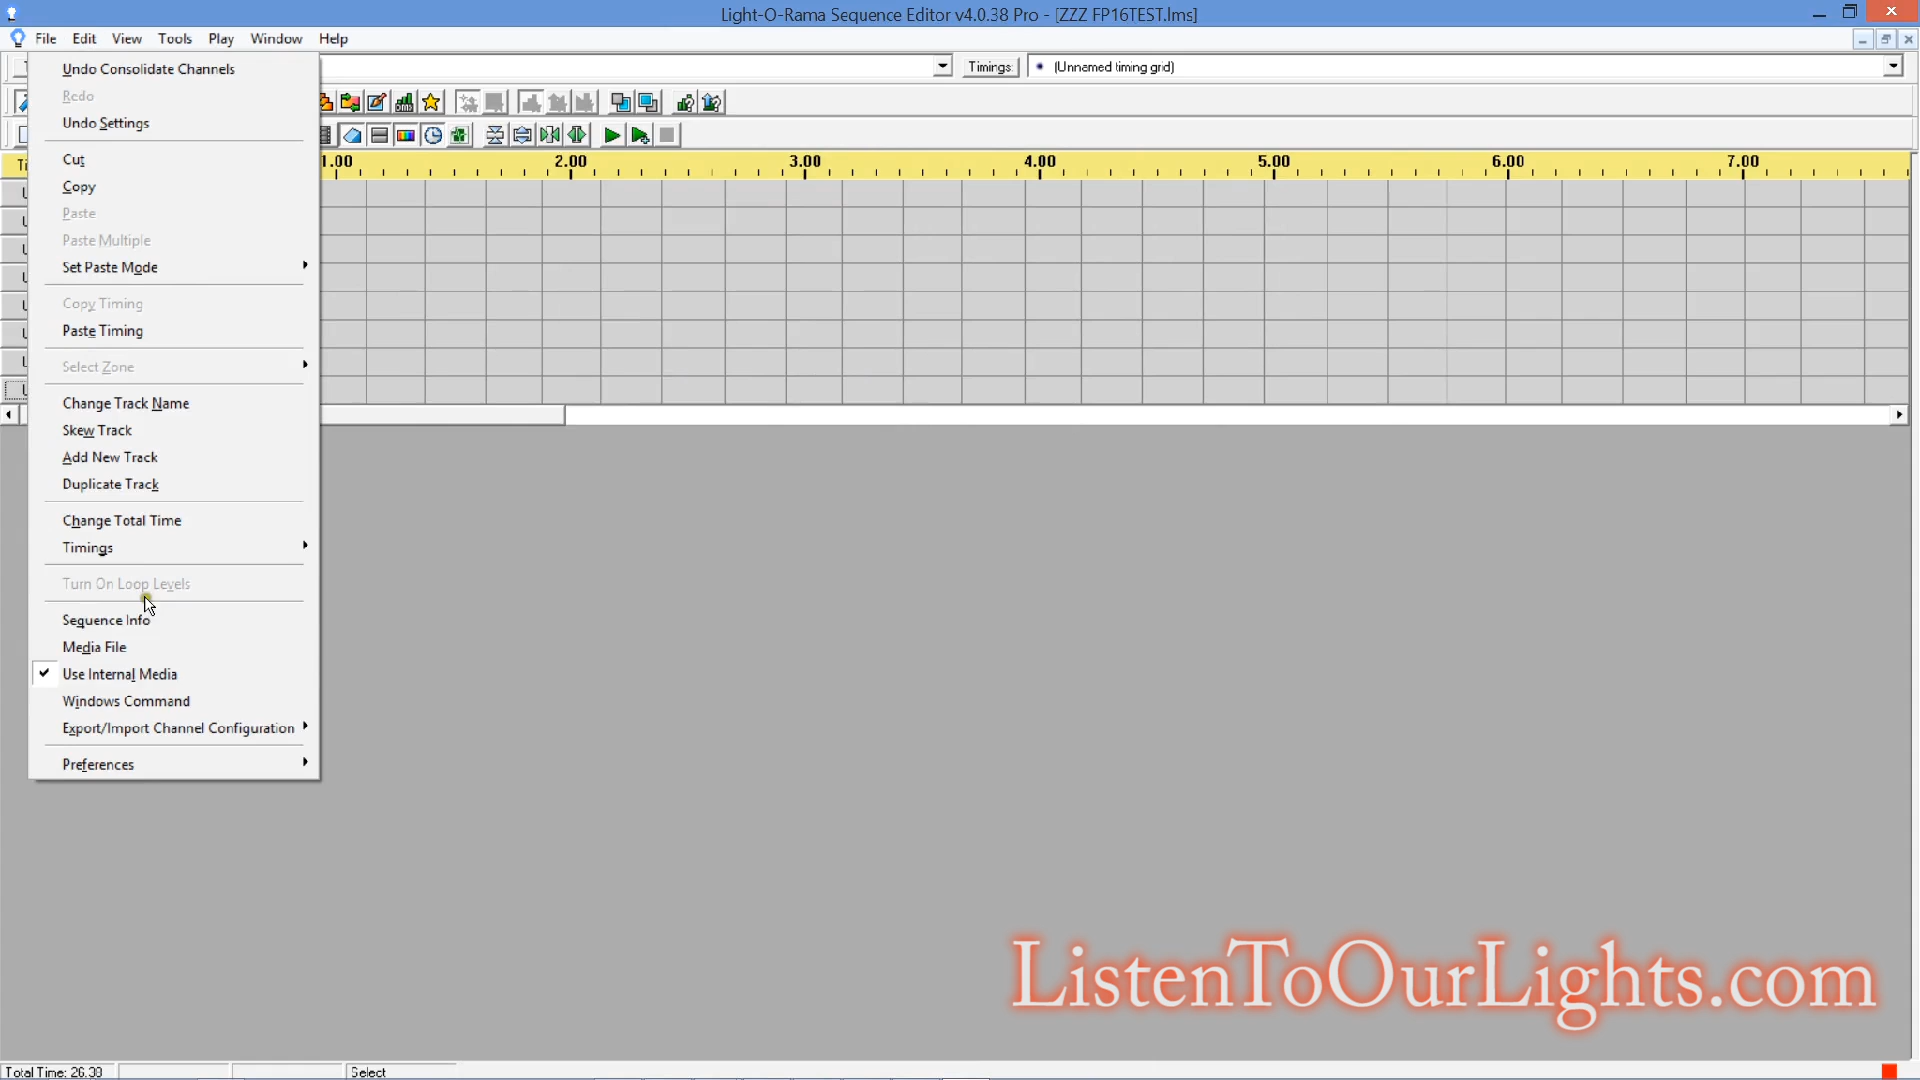 Light-O-Rama Sequence Editor v4.0.38 Pro - [ZZZ FP16TEST.lms]
File Edit View Tools Play Window Help
Timings: (Unnamed timing grid)
Undo Consolidate Channels
Redo
Undo Settings
Cut
Copy
Paste
Paste Multiple
Set Paste Mode
Copy Timing
Paste Timing
Select Zone
Change Track Name
Skew Track
Add New Track
Duplicate Track
Change Total Time
Timings
Turn On Loop Levels
Sequence Info
Media File
Use Internal Media
Windows Command
Export/Import Channel Configuration
Preferences
1.00 2.00 3.00 4.00 5.00 6.00 7.00
ListenToOurLights.com
Total Time: 26.30 Select